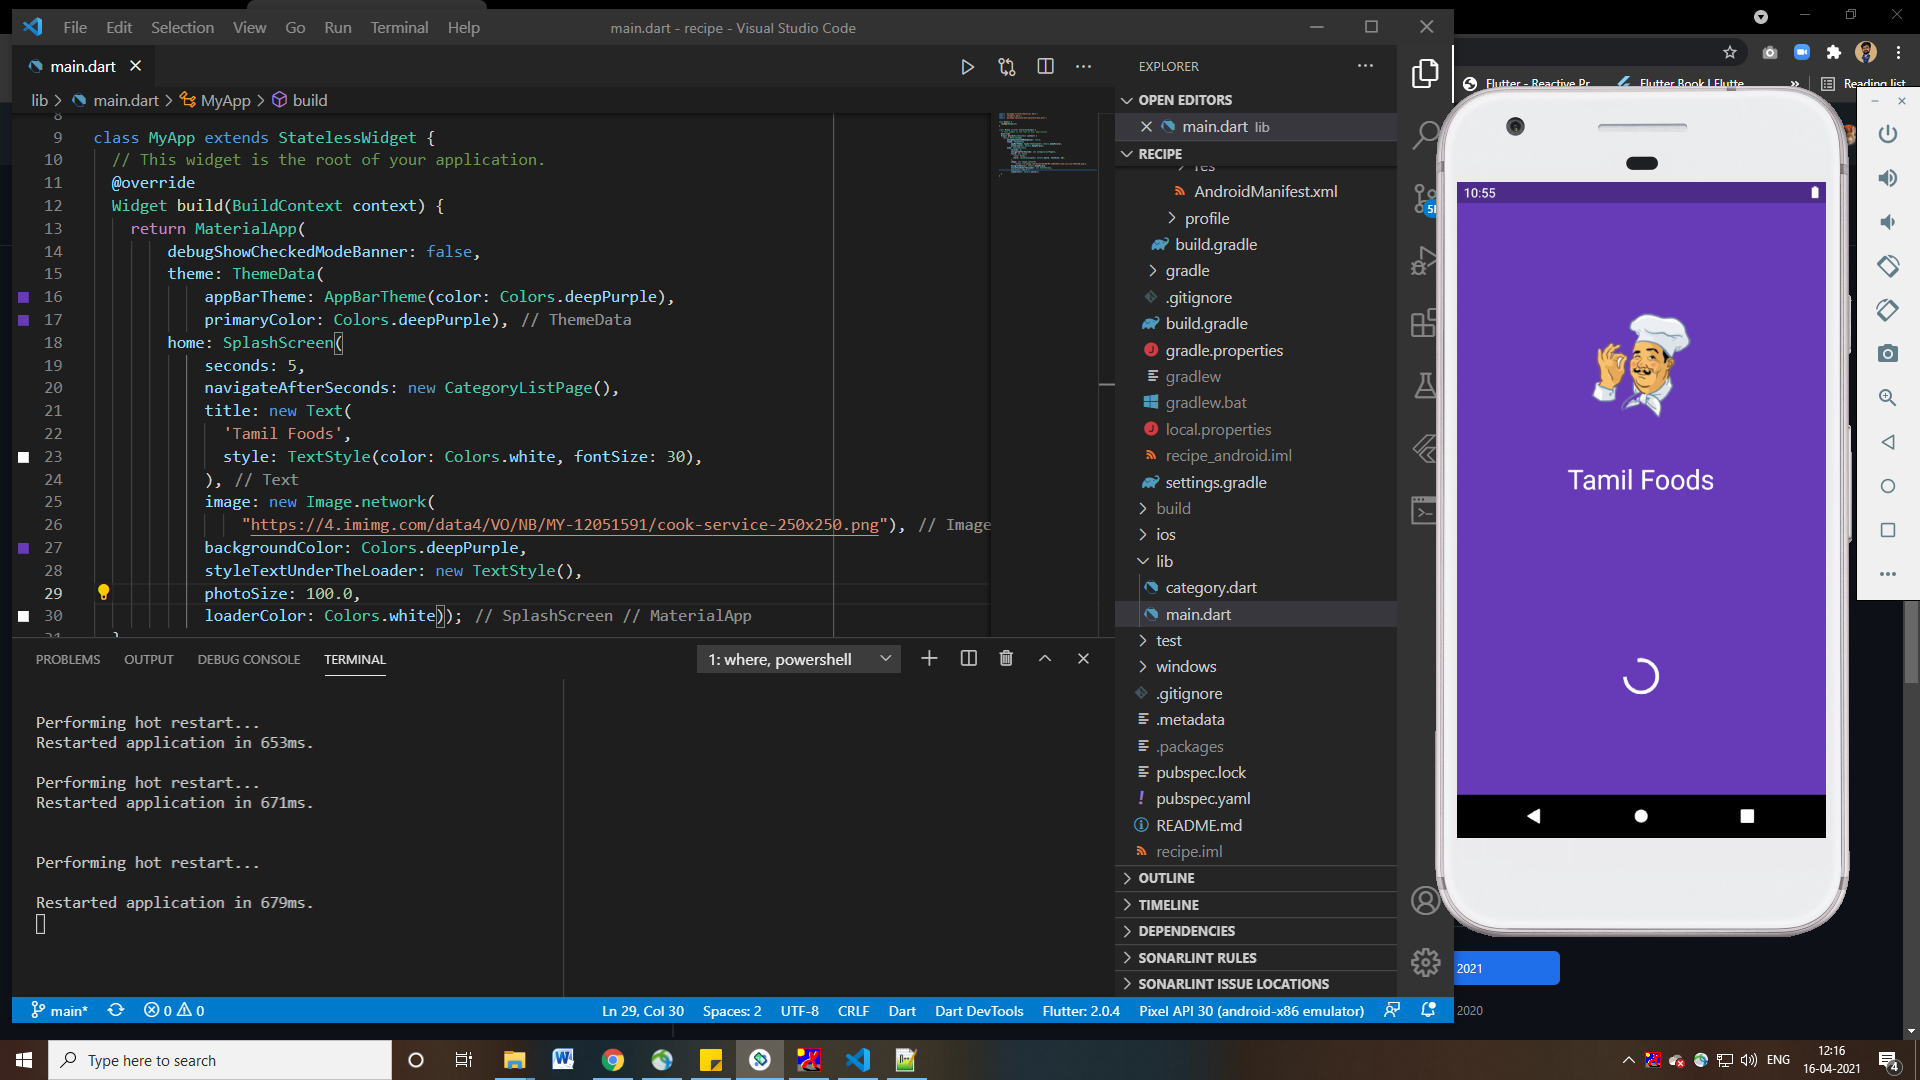 File Edit Selection View Go Run Terminal Help
main.dart - recipe - Visual Studio Code
main.dart
lib > main.dart > MyApp > build
8
9 class MyApp extends StatelessWidget {
10 // This widget is the root of your application.
11 @override
12 Widget build(BuildContext context) {
13 return MaterialApp(
14 debugShowCheckedModeBanner: false,
15 theme: ThemeData(
16 appBarTheme: AppBarTheme(color: Colors.deepPurple),
17 primaryColor: Colors.deepPurple), // ThemeData
18 home: SplashScreen(
19 seconds: 5,
20 navigateAfterSeconds: new CategoryListPage(),
21 title: new Text(
22 'Tamil Foods',
23 style: TextStyle(color: Colors.white, fontSize: 30),
24 ), // Text
25 image: new Image.network(
26 "https://4.imimg.com/data4/VO/NB/MY-12051591/cook-service-250x250.png"), // Image
27 backgroundColor: Colors.deepPurple,
28 styleTextUnderTheLoader: new TextStyle(),
29 photoSize: 100.0,
30 loaderColor: Colors.white)); // SplashScreen // MaterialApp
31 }
PROBLEMS OUTPUT DEBUG CONSOLE TERMINAL
1: where, powershell
Performing hot restart...
Restarted application in 653ms.
Performing hot restart...
Restarted application in 671ms.
Performing hot restart...
Restarted application in 679ms.
EXPLORER
OPEN EDITORS
main.dart lib
RECIPE
res
AndroidManifest.xml
profile
build.gradle
gradle
.gitignore
build.gradle
gradle.properties
gradlew
gradlew.bat
local.properties
recipe_android.iml
settings.gradle
build
ios
lib
category.dart
main.dart
test
windows
.gitignore
.metadata
.packages
pubspec.lock
pubspec.yaml
README.md
recipe.iml
OUTLINE
TIMELINE
DEPENDENCIES
SONARLINT RULES
SONARLINT ISSUE LOCATIONS
main* 0 0
Ln 29, Col 30 Spaces: 2 UTF-8 CRLF Dart Dart DevTools Flutter: 2.0.4 Pixel API 30 (android-x86 emulator)
Flutter - Reactive Pr Flutter Book | Flutte » Reading list
10:55
Tamil Foods
2021
2020
Type here to search
ENG
12:16
16-04-2021
4